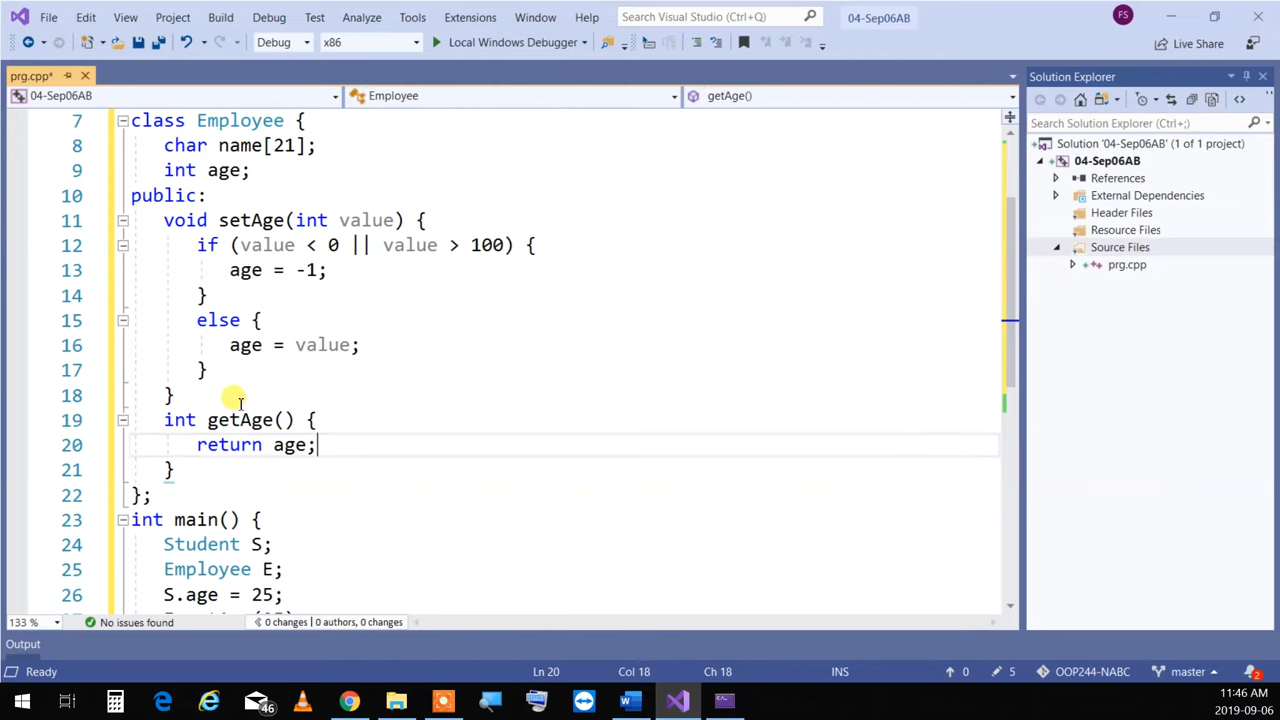 File Edit View Project Build Debug Test Analyze Tools Extensions Window Help Search Visual Studio (Ctrl+Q) 04-Sep06AB FS
Debug x86 Local Windows Debugger Live Share
prg.cpp* Solution Explorer
04-Sep06AB Employee getAge()
Search Solution Explorer (Ctrl+;)
Solution '04-Sep06AB' (1 of 1 project)
04-Sep06AB
References
External Dependencies
Header Files
Resource Files
Source Files
prg.cpp
7 class Employee {
8 char name[21];
9 int age;
10 public:
11 void setAge(int value) {
12 if (value < 0 || value > 100) {
13 age = -1;
14 }
15 else {
16 age = value;
17 }
18 }
19 int getAge() {
20 return age;
21 }
22 };
23 int main() {
24 Student S;
25 Employee E;
26 S.age = 25;
133 % No issues found 0 changes | 0 authors, 0 changes
Output
Ready Ln 20 Col 18 Ch 18 INS 0 5 OOP244-NABC master 2
46 11:46 AM
2019-09-06